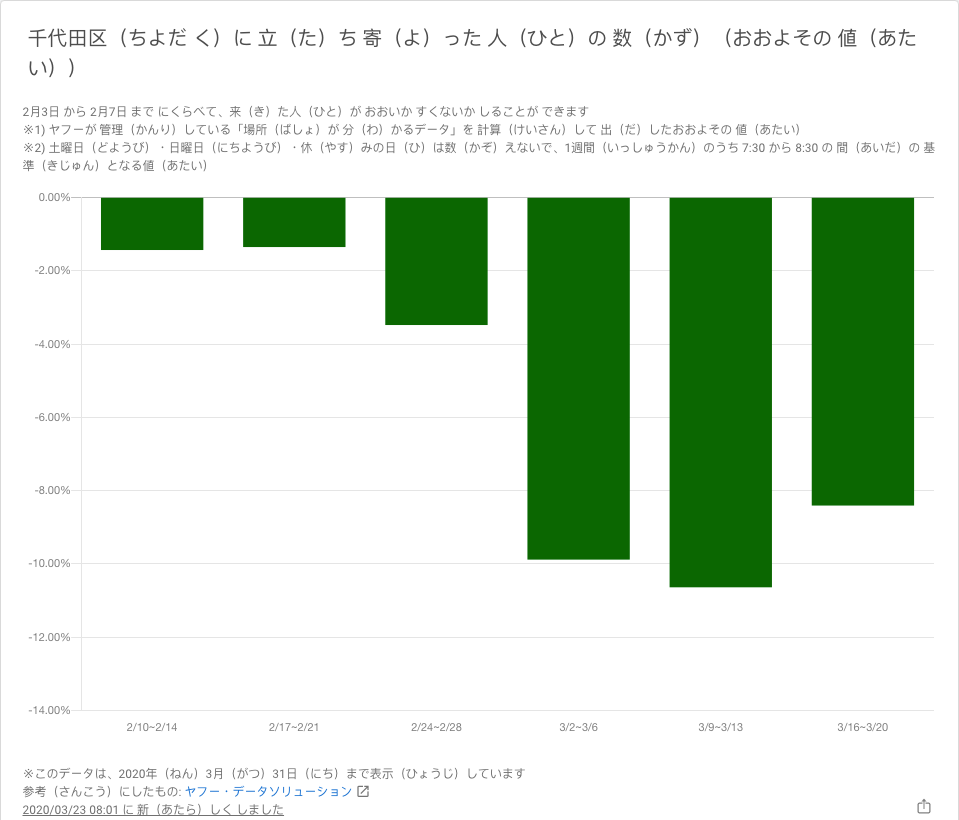 千代田区（ちよだ く）に 立（た）ち 寄（よ）った 人（ひと）の 数（かず）（おおよその 値（あた
い））
2月3日 から 2月7日 まで にくらべて、来（き）た人（ひと）が おおいか すくないか しることが できます
※1) ヤフーが 管理（かんり）している「場所（ばしょ）が 分（わ）かるデータ」を 計算（けいさん）して 出（だ）したおおよその 値（あたい）
※2) 土曜日（どようび）・日曜日（にちようび）・休（やす）みの日（ひ）は数（かぞ）えないで、1週間（いっしゅうかん）のうち 7:30 から 8:30 の 間（あいだ）の 基
準（きじゅん）となる値（あたい）
0.00%
-2.00%
-4.00%
-6.00%
-8.00%
-10.00%
-12.00%
-14.00%
2/10~2/14 2/17~2/21 2/24~2/28 3/2~3/6 3/9~3/13 3/16~3/20
※このデータは、2020年（ねん）3月（がつ）31日（にち）まで表示（ひょうじ）しています
参考（さんこう）にしたもの: ヤフー・データソリューション
2020/03/23 08:01 に 新（あたら）しく しました